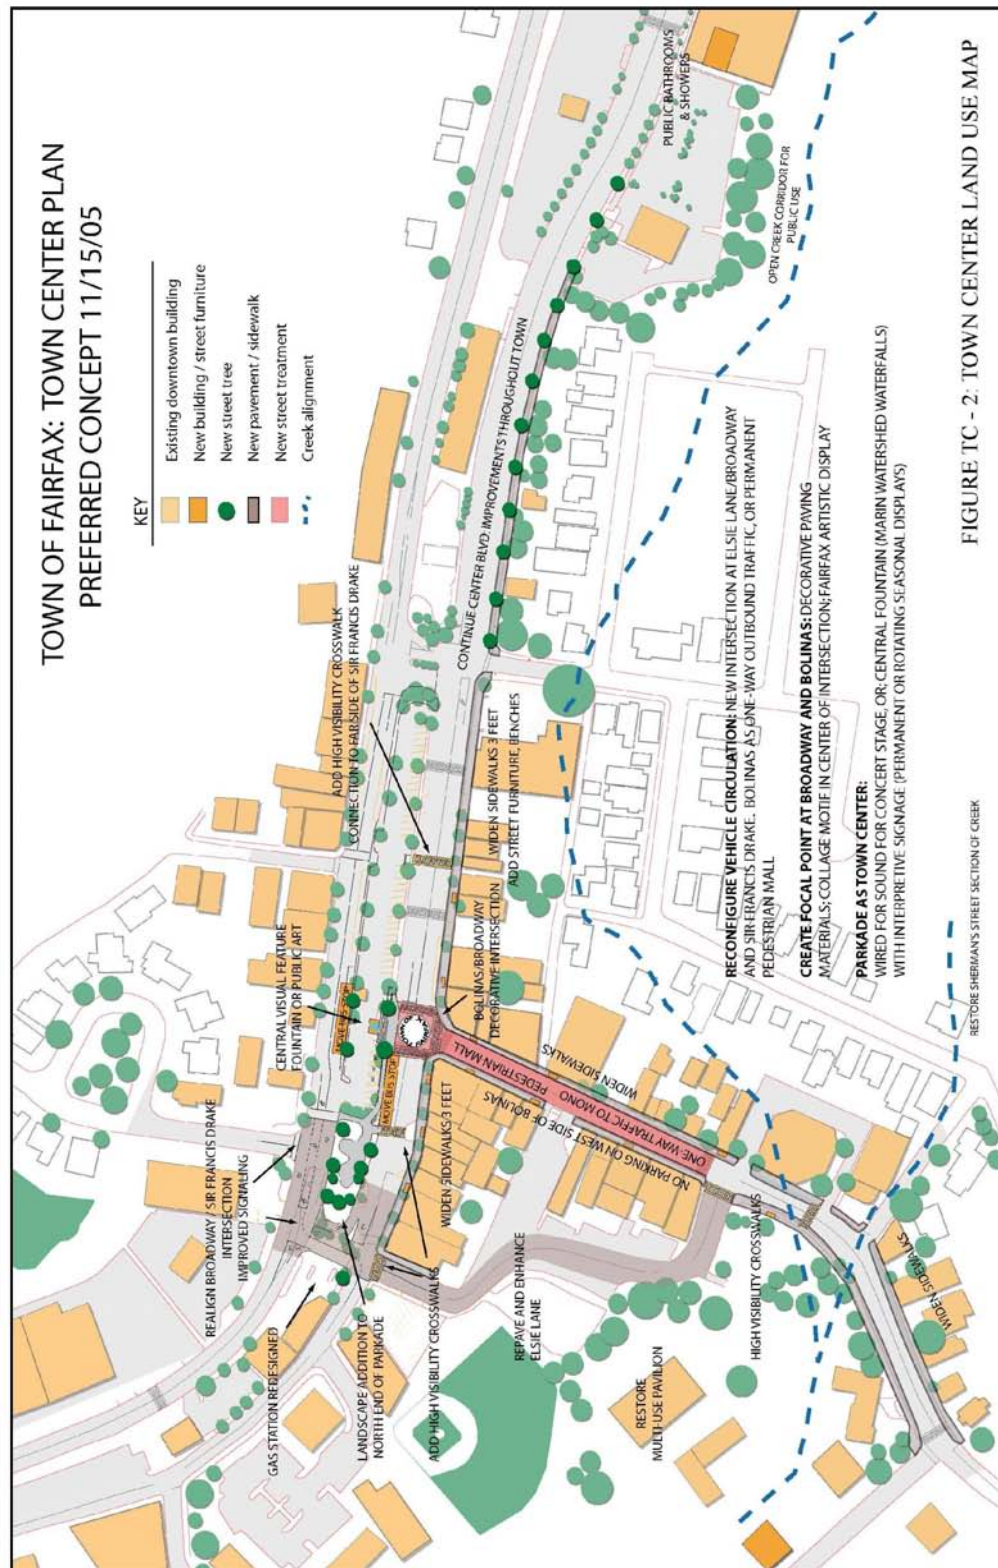 TOWN OF FAIRFAX: TOWN CENTER PLAN
PREFERRED CONCEPT 11/15/05
KEY
Existing downtown building
New building / street furniture
New street tree
New pavement / sidewalk
New street treatment
Creek alignment
REALIGN BROADWAY / SIR FRANCIS DRAKE
INTERSECTION
IMPROVED SIGNALING
CENTRAL VISUAL FEATURE
FOUNTAIN OR PUBLIC ART
ADD HIGH VISIBILITY CROSSWALK
CONNECTION TO FAR SIDE OF SIR FRANCIS DRAKE
GAS STATION REDESIGNED
LANDSCAPE ADDITION TO
NORTH END OF PARKADE
ADD HIGH VISIBILITY CROSSWALKS
MOVE BUS STOP
MOVE BUS STOP
CONTINUE CENTER BLVD. IMPROVEMENTS THROUGHOUT TOWN
PUBLIC BATHROOMS
& SHOWERS
WIDEN SIDEWALKS 3 FEET
BOLINAS/BROADWAY
DECORATIVE INTERSECTION
WIDEN SIDEWALKS 3 FEET
ADD STREET FURNITURE, BENCHES
OPEN CREEK CORRIDOR FOR
PUBLIC USE
REPAVE AND ENHANCE
ELSIE LANE
NO PARKING ON WEST SIDE OF BOLINAS
ONE-WAY TRAFFIC TO MONO
PEDESTRIAN MALL
WIDEN SIDEWALKS
RESTORE
MULTI-USE PAVILION
HIGH VISIBILITY CROSSWALKS
WIDEN SIDEWALKS
RECONFIGURE VEHICLE CIRCULATION: NEW INTERSECTION AT ELSIE LANE/BROADWAY
AND SIR FRANCIS DRAKE. BOLINAS AS ONE-WAY OUTBOUND TRAFFIC, OR PERMANENT
PEDESTRIAN MALL
CREATE FOCAL POINT AT BROADWAY AND BOLINAS: DECORATIVE PAVING
MATERIALS; COLLAGE MOTIF IN CENTER OF INTERSECTION; FAIRFAX ARTISTIC DISPLAY
PARKADE AS TOWN CENTER:
WIRED FOR SOUND FOR CONCERT STAGE, OR; CENTRAL FOUNTAIN (MARIN WATERSHED WATERFALLS)
WITH INTERPRETIVE SIGNAGE (PERMANENT OR ROTATING SEASONAL DISPLAYS)
RESTORE SHERMAN'S STREET SECTION OF CREEK
FIGURE TC - 2: TOWN CENTER LAND USE MAP